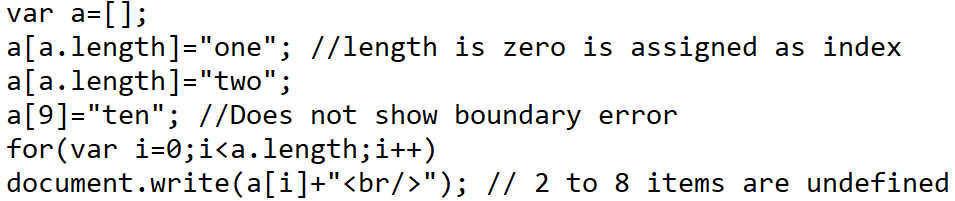 var a=[];
a[a.length]="one"; //length is zero is assigned as index
a[a.length]="two";
a[9]="ten"; //Does not show boundary error
for(var i=0;i<a.length;i++)
document.write(a[i]+"<br/>"); // 2 to 8 items are undefined